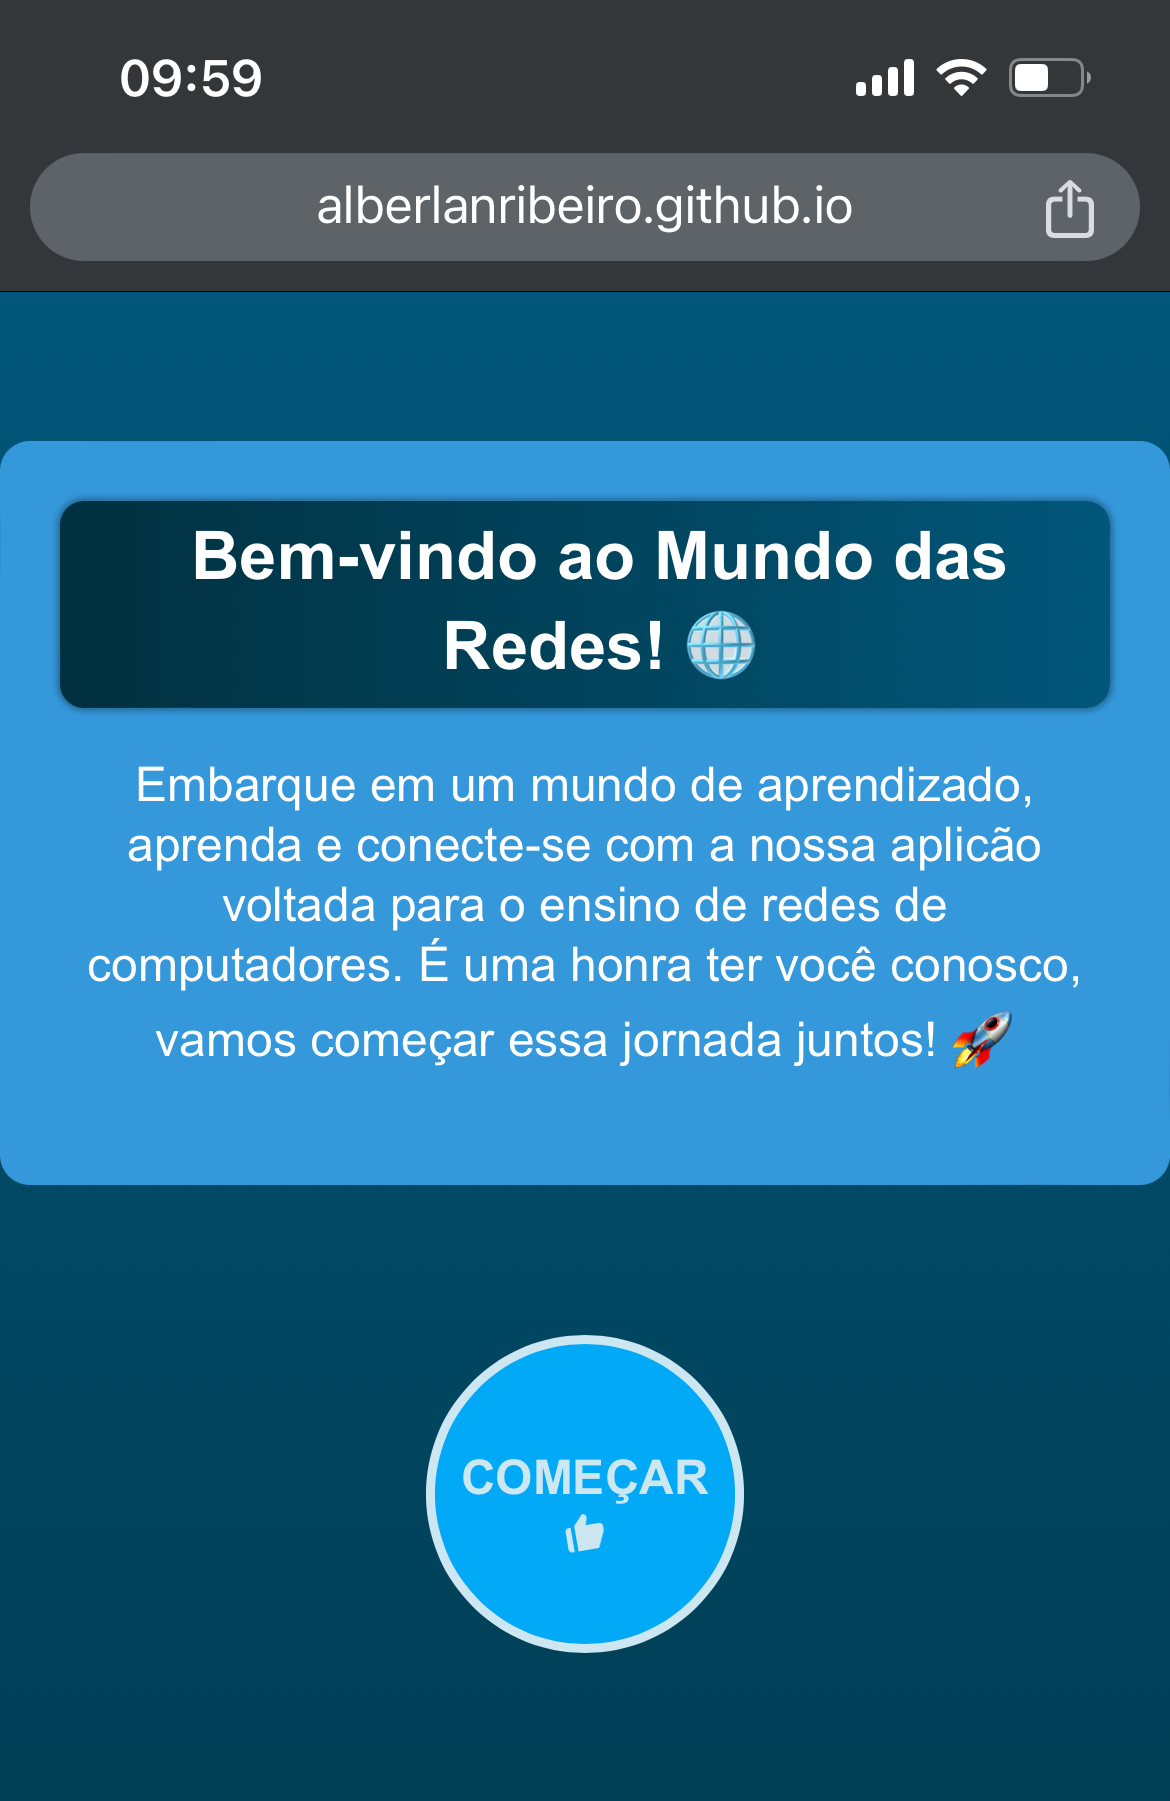 09:59
alberlanribeiro.github.io
Bem-vindo ao Mundo das
Redes! 🌐
Embarque em um mundo de aprendizado,
aprenda e conecte-se com a nossa aplicão
voltada para o ensino de redes de
computadores. É uma honra ter você conosco,
vamos começar essa jornada juntos! 🚀
COMEÇAR